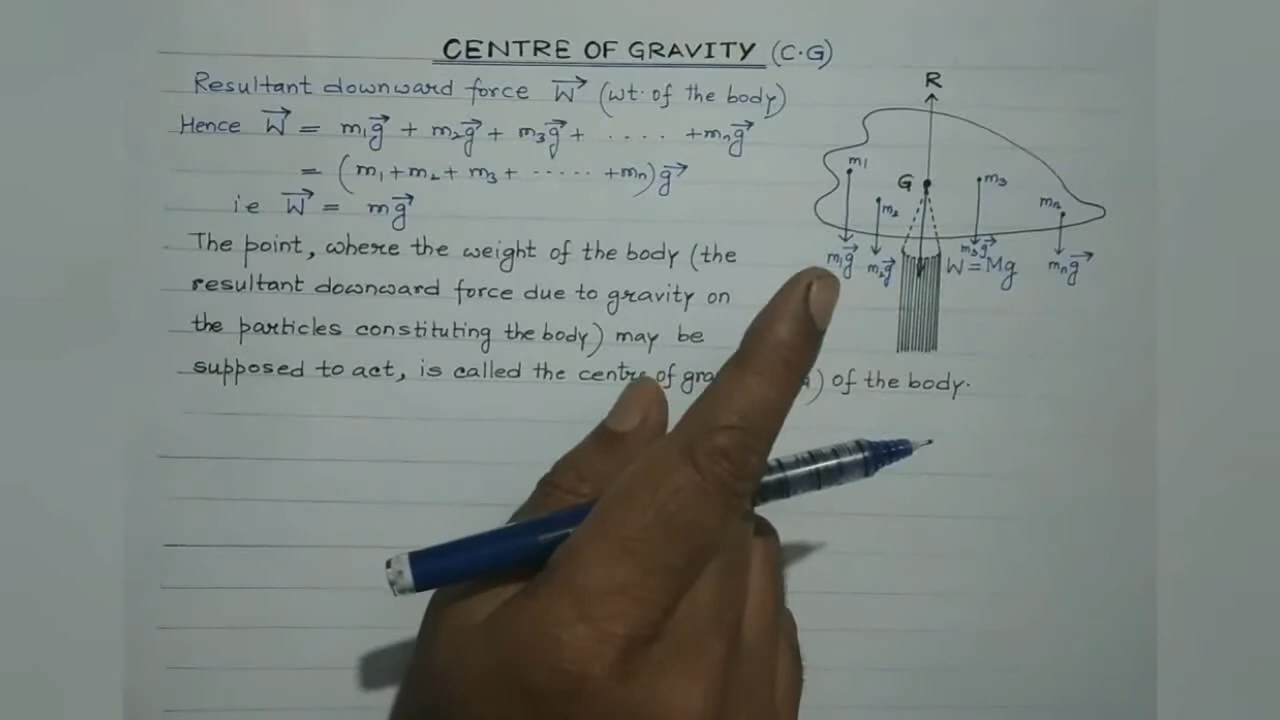 CENTRE OF GRAVITY (C.G)
Resultant downward force W⃗ (wt. of the body)
Hence W⃗ = m₁g⃗ + m₂g⃗ + m₃g⃗ + . . . . + mₙg⃗
= (m₁ + m₂ + m₃ + ..... + mₙ) g⃗
ie W⃗ = mg⃗
The point, where the weight of the body (the
resultant downward force due to gravity on
the particles constituting the body) may be
supposed to act, is called the centre of ) of the body.
R
m₁
G
m₃
m₂
mₙ
m₁g⃗
m₂g⃗
m₃g⃗
W = Mg
mₙg⃗